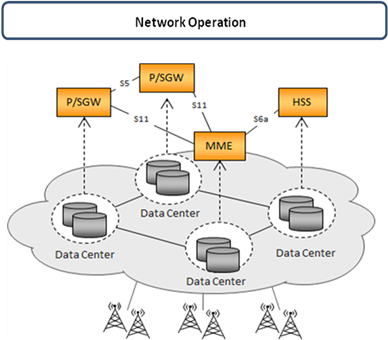 Network Operation
P/SGW
S5
P/SGW
HSS
S11
S11
S6a
MME
Data Center
Data Center
Data Center
Data Center